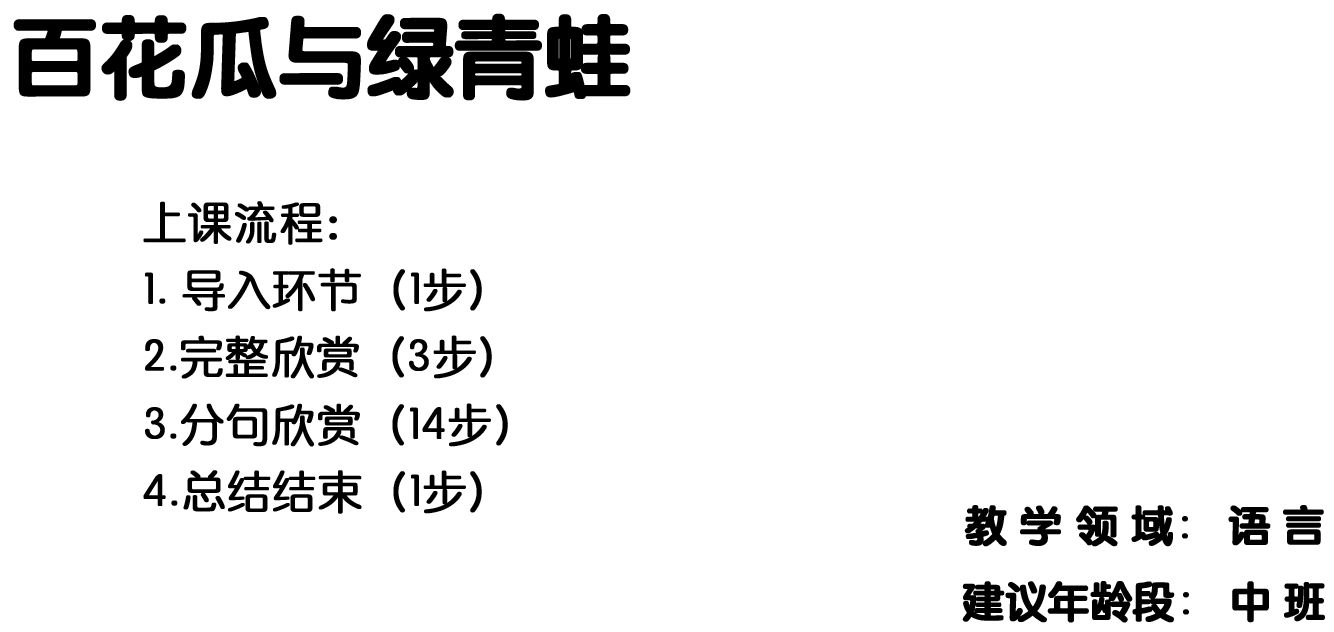 百花瓜与绿青蛙
上课流程:
1. 导入环节（1步）
2.完整欣赏（3步）
3.分句欣赏（14步）
4.总结结束（1步）
教 学 领 域： 语 言
建议年龄段： 中 班